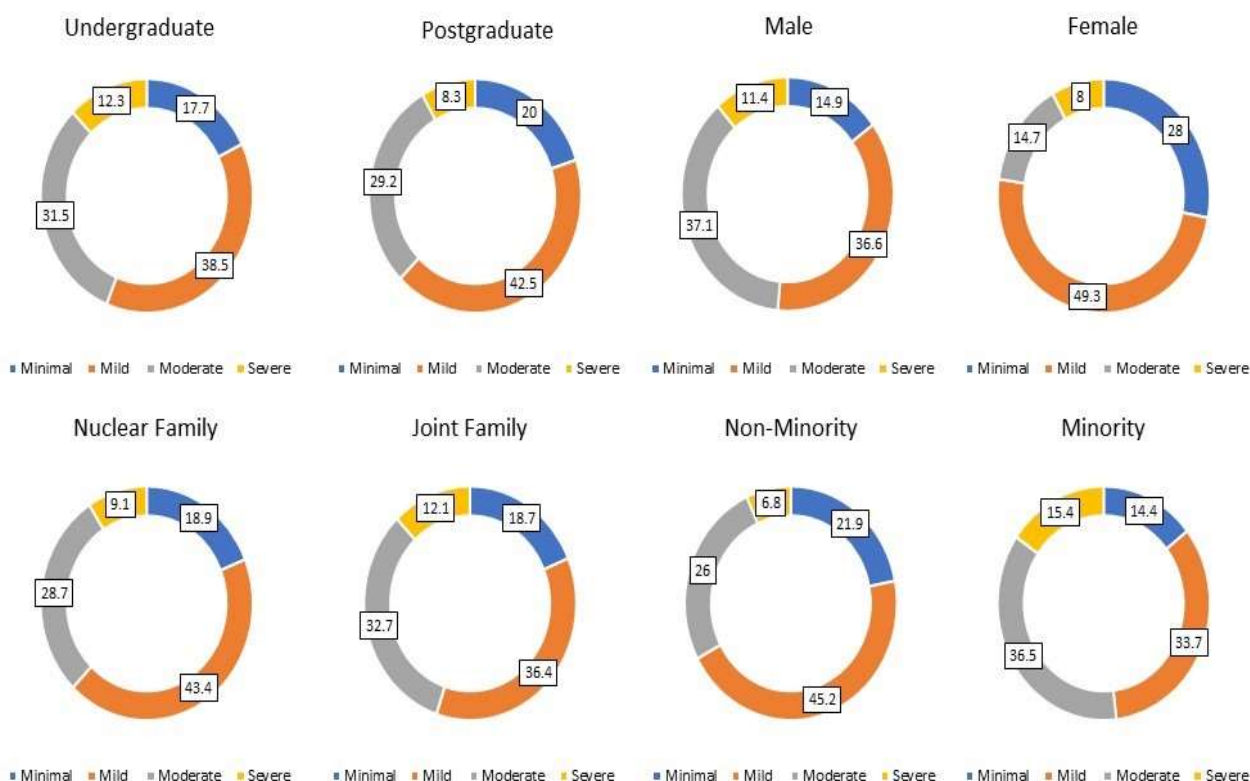 Undergraduate
12.3
17.7
31.5
38.5
Minimal Mild Moderate Severe
Postgraduate
8.3
20
29.2
42.5
Minimal Mild Moderate Severe
Male
11.4
14.9
37.1
36.6
Minimal Mild Moderate Severe
Female
8
28
14.7
49.3
Minimal Mild Moderate Severe
Nuclear Family
9.1
18.9
28.7
43.4
Minimal Mild Moderate Severe
Joint Family
12.1
18.7
32.7
36.4
Minimal Mild Moderate Severe
Non-Minority
6.8
21.9
26
45.2
Minimal Mild Moderate Severe
Minority
15.4
14.4
36.5
33.7
Minimal Mild Moderate Severe